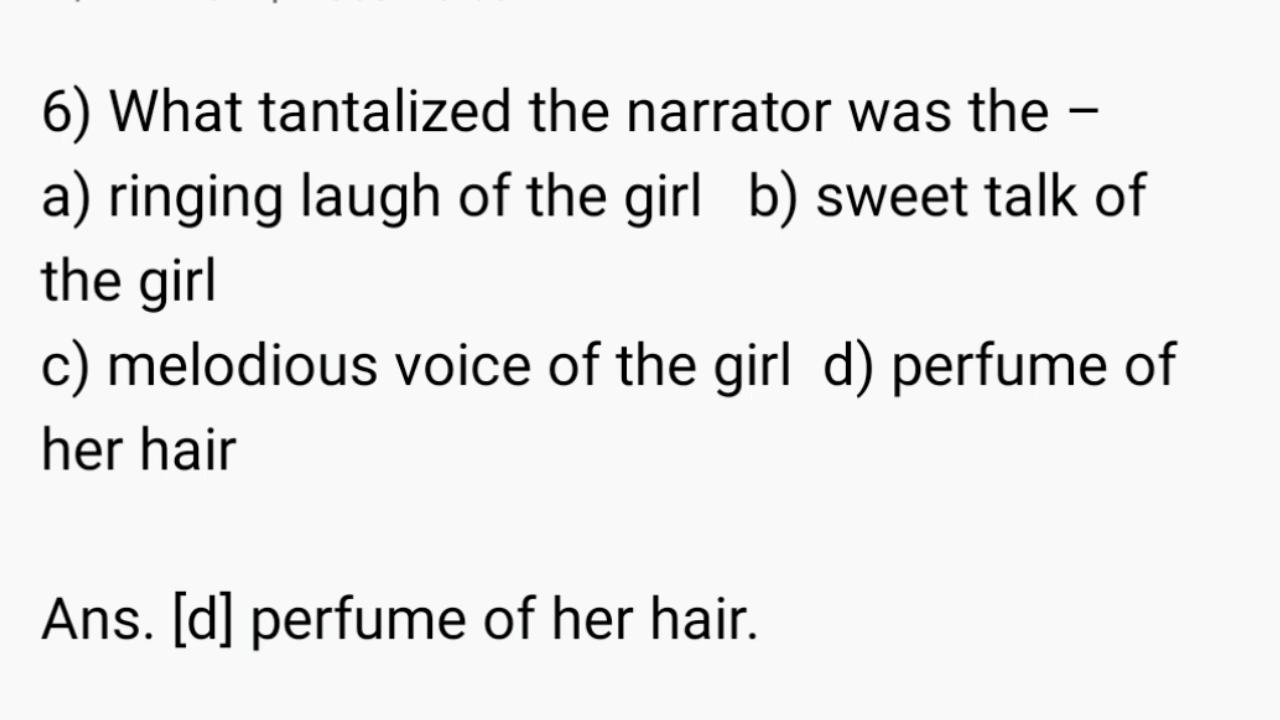 6) What tantalized the narrator was the –
a) ringing laugh of the girl b) sweet talk of
the girl
c) melodious voice of the girl d) perfume of
her hair
Ans. [d] perfume of her hair.